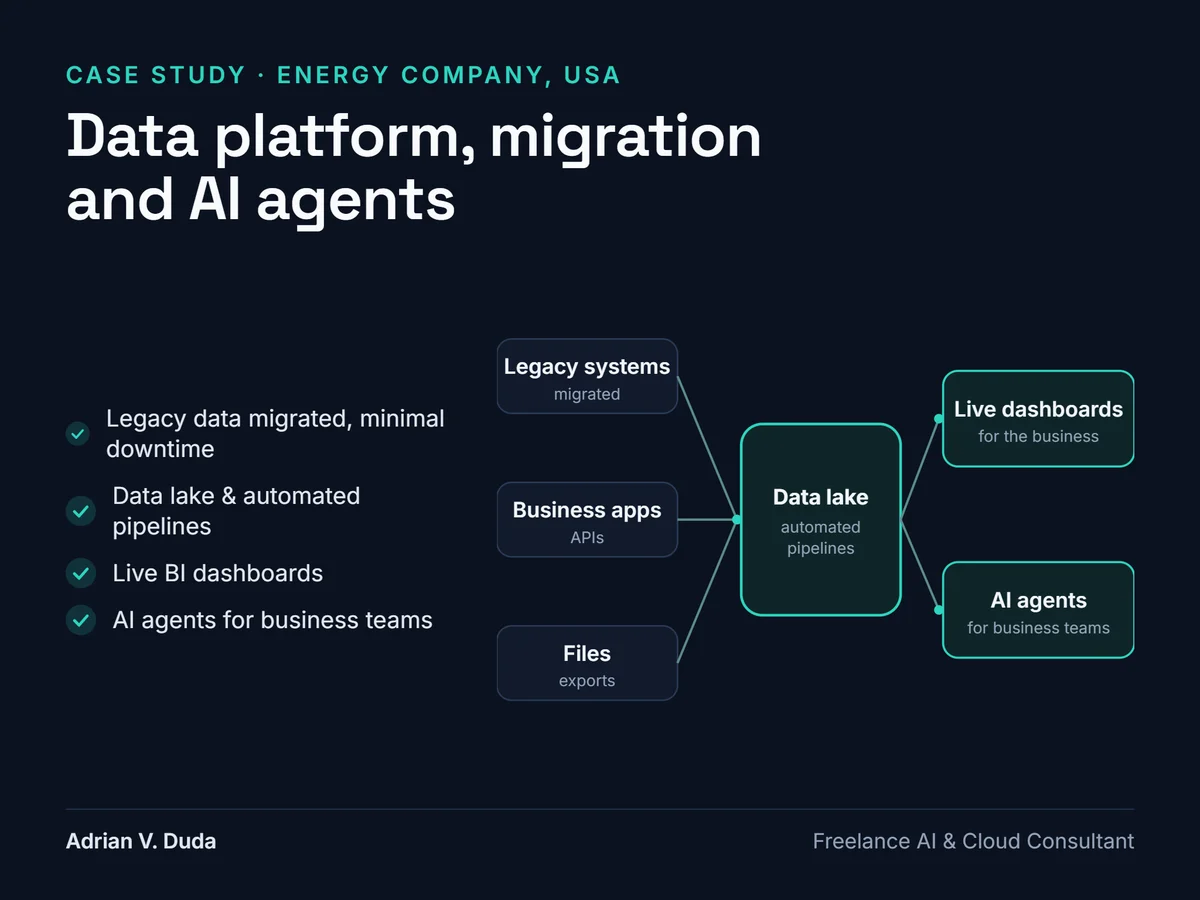 CASE STUDY · ENERGY COMPANY, USA
Data platform, migration
and AI agents
Legacy data migrated, minimal
downtime
Data lake & automated
pipelines
Live BI dashboards
AI agents for business teams
Legacy systems
migrated
Business apps
APIs
Files
exports
Data lake
automated
pipelines
Live dashboards
for the business
AI agents
for business teams
Adrian V. Duda
Freelance AI & Cloud Consultant